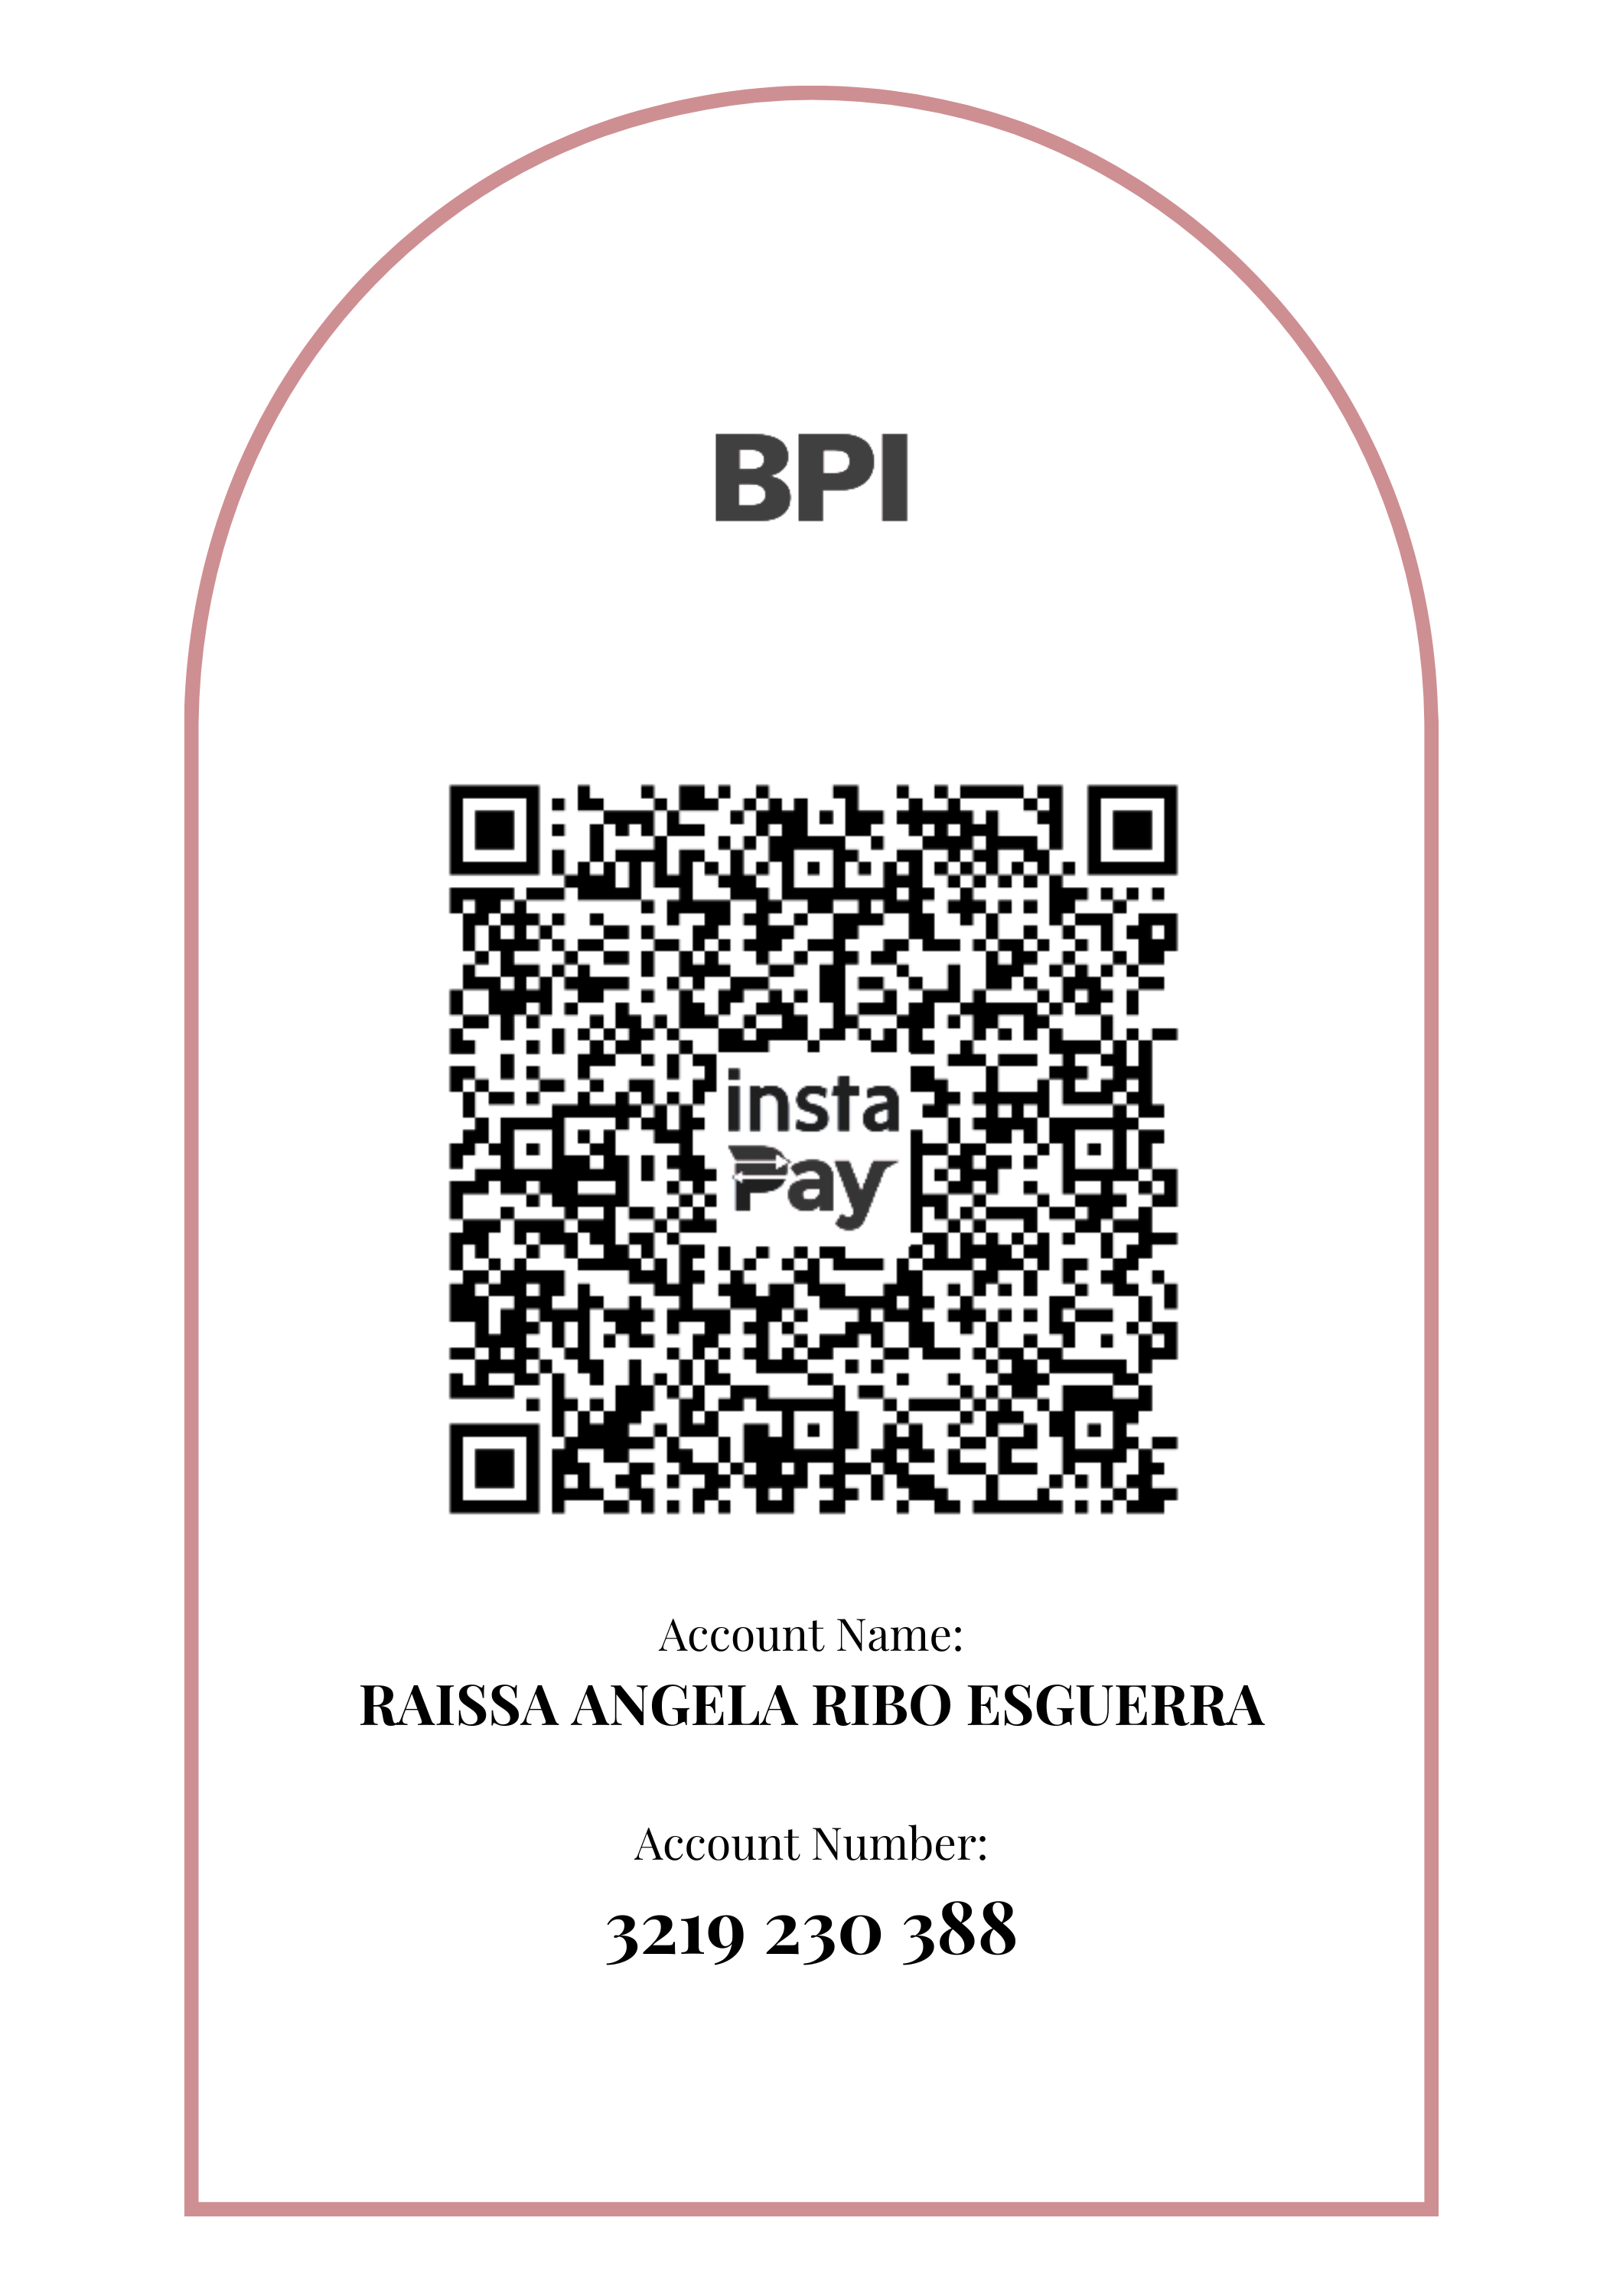 BPI
insta
Pay
Account Name:
RAISSA ANGELA RIBO ESGUERRA
Account Number:
3219 230 388